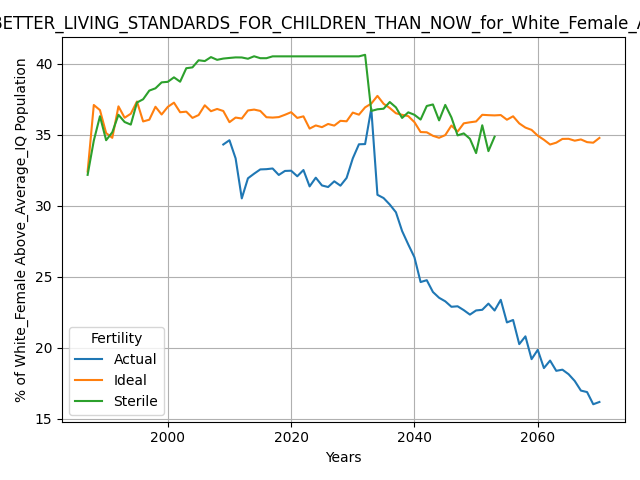 BETTER_LIVING_STANDARDS_FOR_CHILDREN_THAN_NOW_for_White_Female_A
% of White_Female Above_Average_IQ Population
40
35
30
25
20
15
Fertility
Actual
Ideal
Sterile
2000 2020 2040 2060
Years